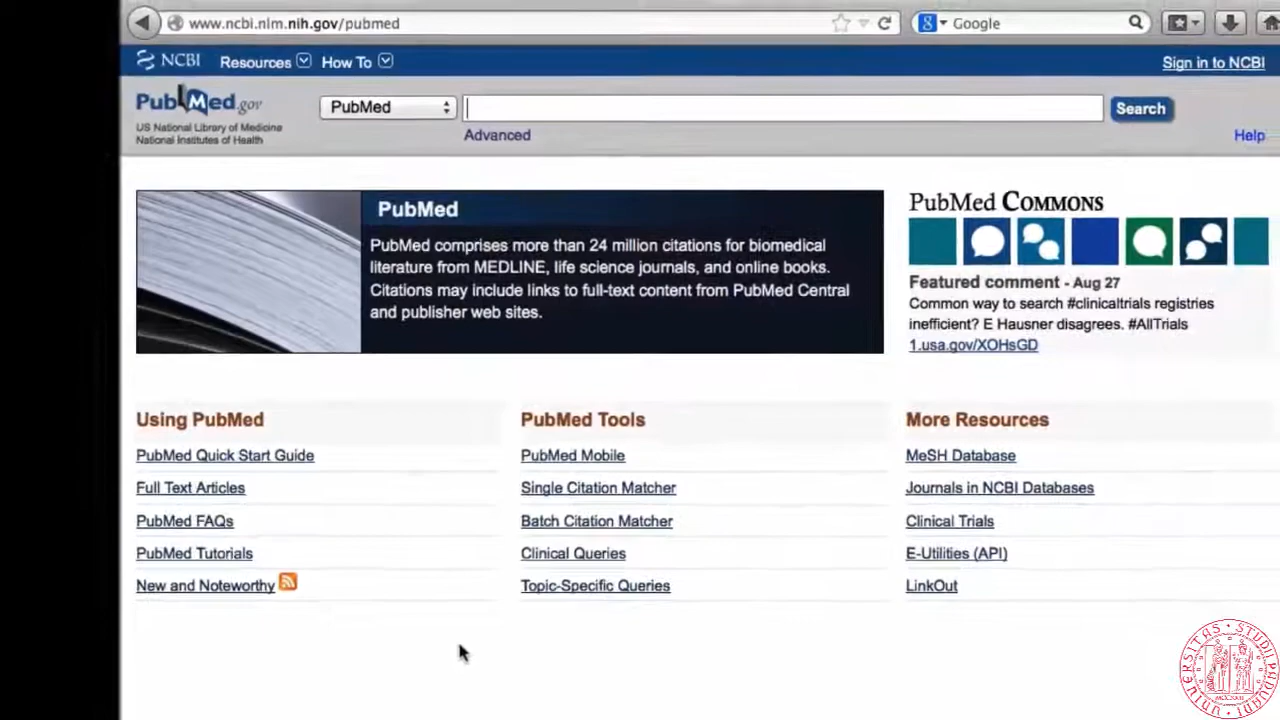 www.ncbi.nlm.nih.gov/pubmed
Google
NCBI Resources How To Sign in to NCBI
PubMed.gov
US National Library of Medicine
National Institutes of Health
PubMed
Search
Advanced
Help
PubMed
PubMed comprises more than 24 million citations for biomedical
literature from MEDLINE, life science journals, and online books.
Citations may include links to full-text content from PubMed Central
and publisher web sites.
PubMed COMMONS
Featured comment - Aug 27
Common way to search #clinicaltrials registries
inefficient? E Hausner disagrees. #AllTrials
1.usa.gov/XOHsGD
Using PubMed
PubMed Quick Start Guide
Full Text Articles
PubMed FAQs
PubMed Tutorials
New and Noteworthy
PubMed Tools
PubMed Mobile
Single Citation Matcher
Batch Citation Matcher
Clinical Queries
Topic-Specific Queries
More Resources
MeSH Database
Journals in NCBI Databases
Clinical Trials
E-Utilities (API)
LinkOut
UNIVERSITAS STUDII PADUANI